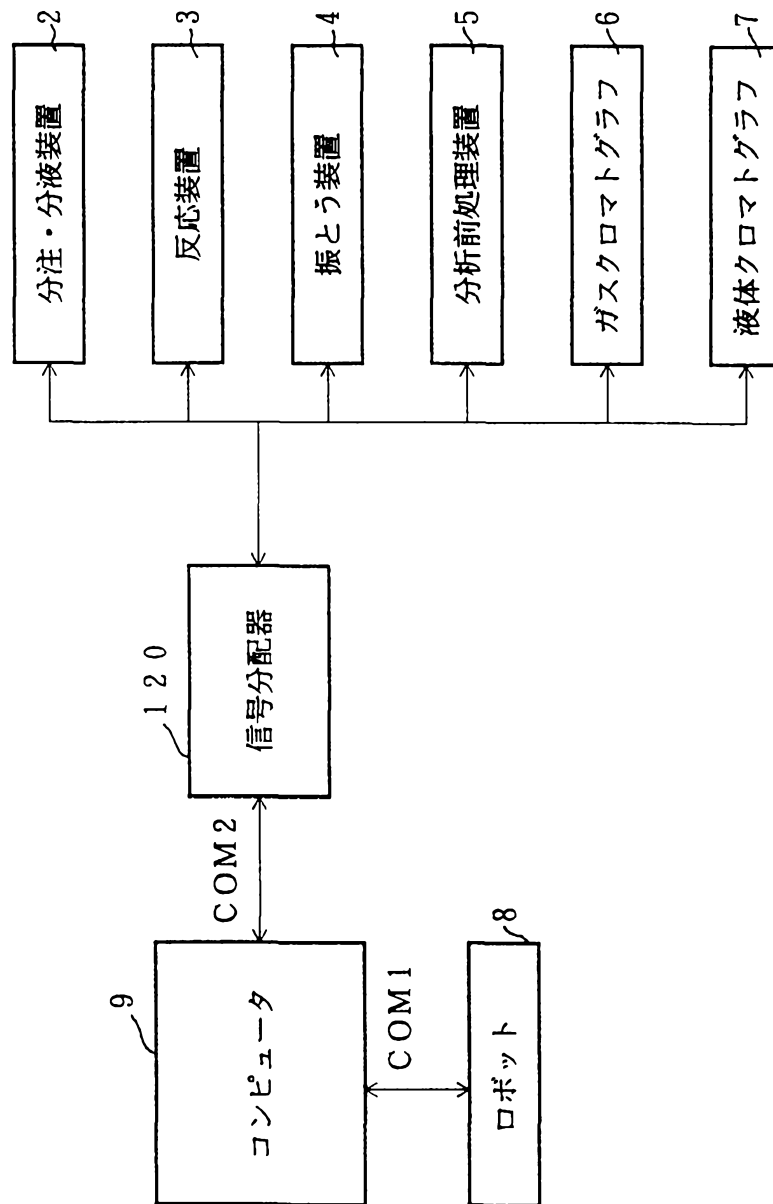 9
コンピュータ
COM1
8
ロボット
COM2
120
信号分配器
2
分注・分液装置
3
反応装置
4
振とう装置
5
分析前処理装置
6
ガスクロマトグラフ
7
液体クロマトグラフ